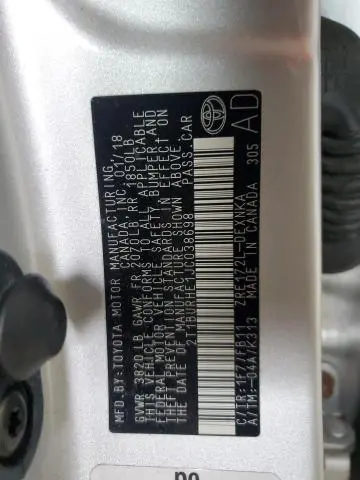 MFD.BY:TOYOTA MOTOR MANUFACTURING,
CANADA, INC. 01/18
GVWR 3820LB GAWR FR 2070LB RR 1850LB
THIS VEHICLE CONFORMS TO ALL APPLICABLE
FEDERAL MOTOR VEHICLE SAFETY, BUMPER, AND
THEFT PREVENTION STANDARDS IN EFFECT ON
THE DATE OF MANUFACTURE SHOWN ABOVE.
2T1BURHE1JC038698 PASS.CAR
C/TR: 1F7/FB11 ZRE172L-DEXNKA
A/TM: -01A/K313 MADE IN CANADA 305
TOYOTA AD